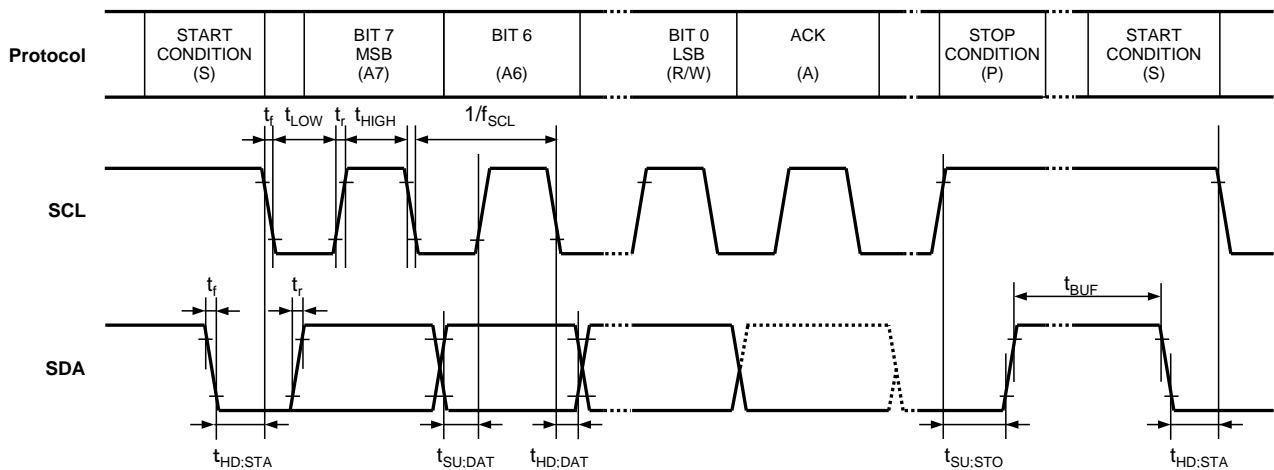 Protocol
START
CONDITION
(S)
BIT 7
MSB
(A7)
BIT 6
(A6)
BIT 0
LSB
(R/W)
ACK
(A)
STOP
CONDITION
(P)
START
CONDITION
(S)
tf tLOW tr tHIGH 1/fSCL
SCL
tf tr tBUF
SDA
tHD;STA tSU;DAT tHD;DAT tSU;STO tHD;STA